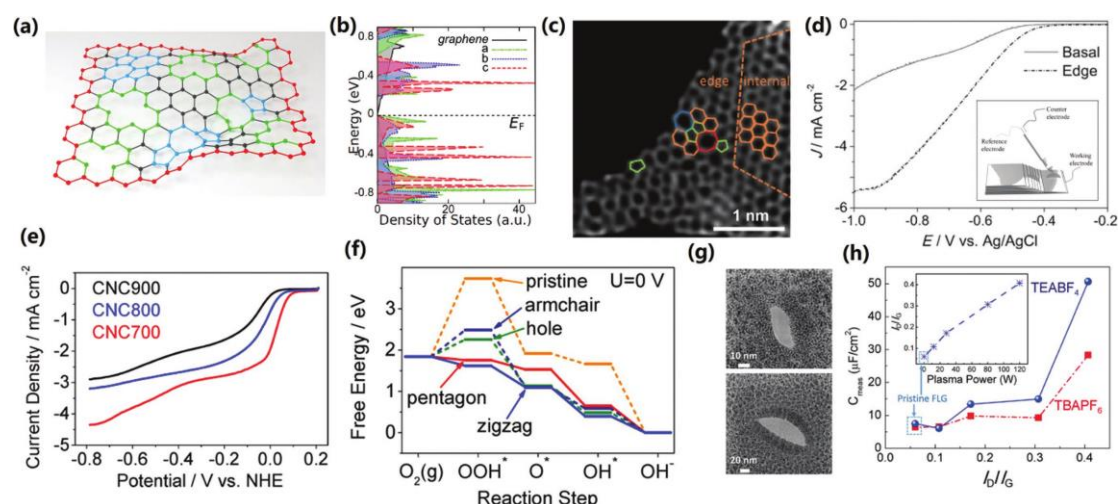 (a)
(b)
0.8
0.4
0
-0.4
-0.8
Energy (eV)
graphene
a
b
c
E_F
0 20 40
Density of States (a.u.)
(c)
edge
internal
1 nm
(d)
0
-1
-2
-3
-4
-5
-6
J / mA cm⁻²
Basal
Edge
Counter
electrode
Reference
electrode
Working
electrode
-1.0 -0.8 -0.6 -0.4 -0.2
E / V vs. Ag/AgCl
(e)
0
-1
-2
-3
-4
-5
Current Density / mA cm⁻²
CNC900
CNC800
CNC700
-0.8 -0.6 -0.4 -0.2 0.0 0.2
Potential / V vs. NHE
(f)
4
3
2
1
0
Free Energy / eV
U=0 V
pristine
armchair
hole
pentagon
zigzag
O₂(g) OOH* O* OH* OH⁻
Reaction Step
(g)
10 nm
20 nm
(h)
50
40
30
20
10
0
C_meas (μF/cm²)
TEABF₄
TBAPF₆
Pristine FLG
0.4
0.3
0.2
0.1
I_D/I_G
0 20 40 60 80 100 120
Plasma Power (W)
0.0 0.1 0.2 0.3 0.4
I_D/I_G